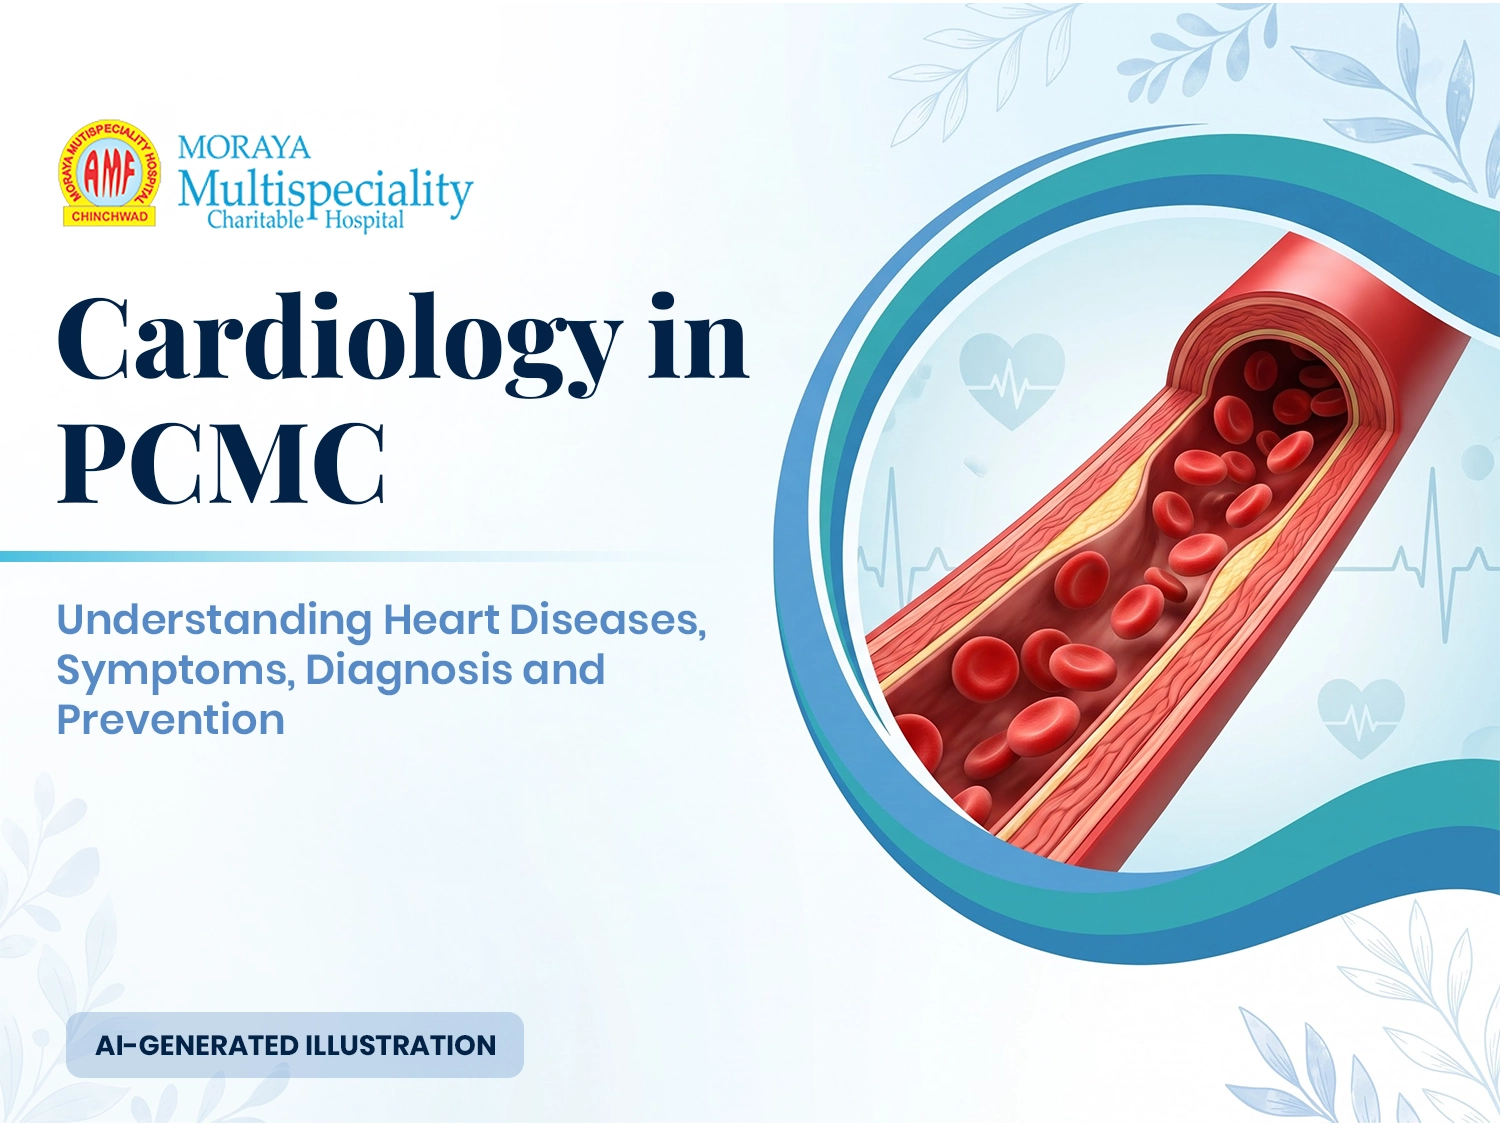 MORAYA MUTISPECIALITY HOSPITAL
AMF
CHINCHWAD
MORAYA
Multispeciality
Charitable Hospital
Cardiology in
PCMC
Understanding Heart Diseases,
Symptoms, Diagnosis and
Prevention
AI-GENERATED ILLUSTRATION